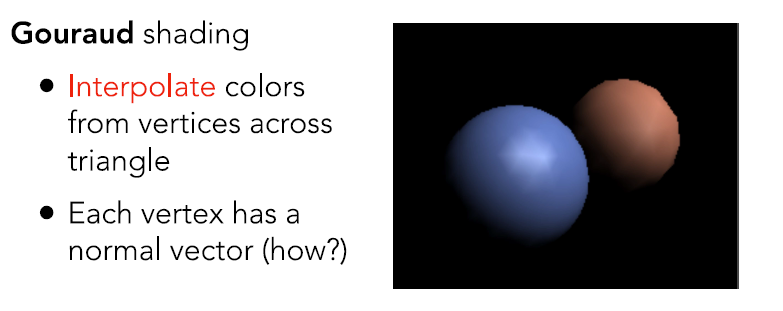 Gouraud shading
• Interpolate colors
from vertices across
triangle
• Each vertex has a
normal vector (how?)